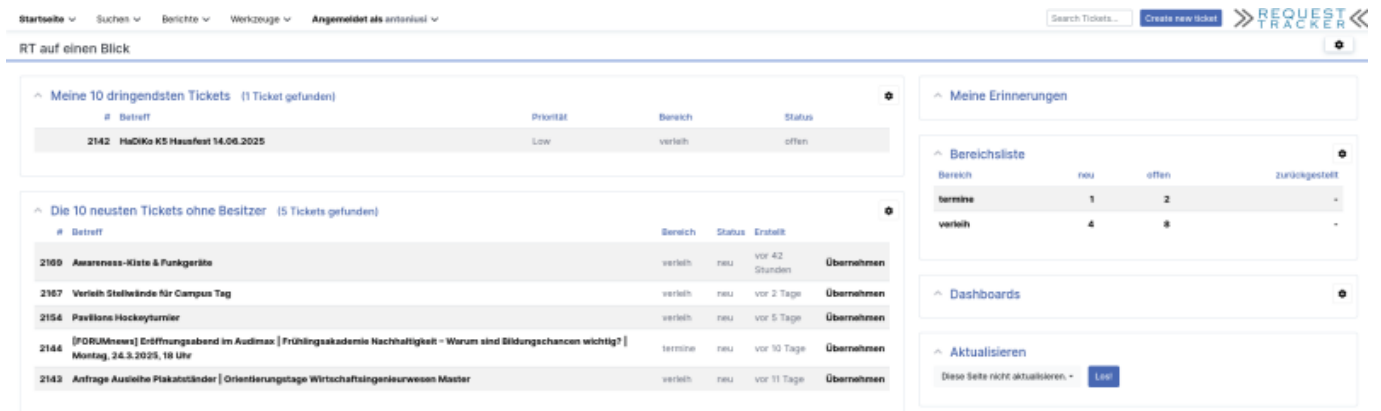 Startseite Suchen Berichte Werkzeuge Angemeldet als antoniusi Search Tickets... Create new ticket REQUEST TRACKER
RT auf einen Blick
Meine 10 dringendsten Tickets (1 Ticket gefunden)
# Betreff Priorität Bereich Status
2142 HaDiKo K5 Hausfest 14.06.2025 Low verleih offen
Die 10 neusten Tickets ohne Besitzer (5 Tickets gefunden)
# Betreff Bereich Status Erstellt
2169 Awareness-Kiste & Funkgeräte verleih neu vor 42 Stunden Übernehmen
2167 Verleih Stellwände für Campus Tag verleih neu vor 2 Tage Übernehmen
2154 Pavillons Hockeyturnier verleih neu vor 5 Tage Übernehmen
2144 [FORUMnews] Eröffnungsabend im Audimax | Frühlingsakademie Nachhaltigkeit – Warum sind Bildungschancen wichtig? |
Montag, 24.3.2025, 18 Uhr termine neu vor 10 Tage Übernehmen
2143 Anfrage Ausleihe Plakatständer | Orientierungstage Wirtschaftsingenieurwesen Master verleih neu vor 11 Tage Übernehmen
Meine Erinnerungen
Bereichsliste
Bereich neu offen zurückgestellt
termine 1 2 -
verleih 4 8 -
Dashboards
Aktualisieren
Diese Seite nicht aktualisieren. Los!